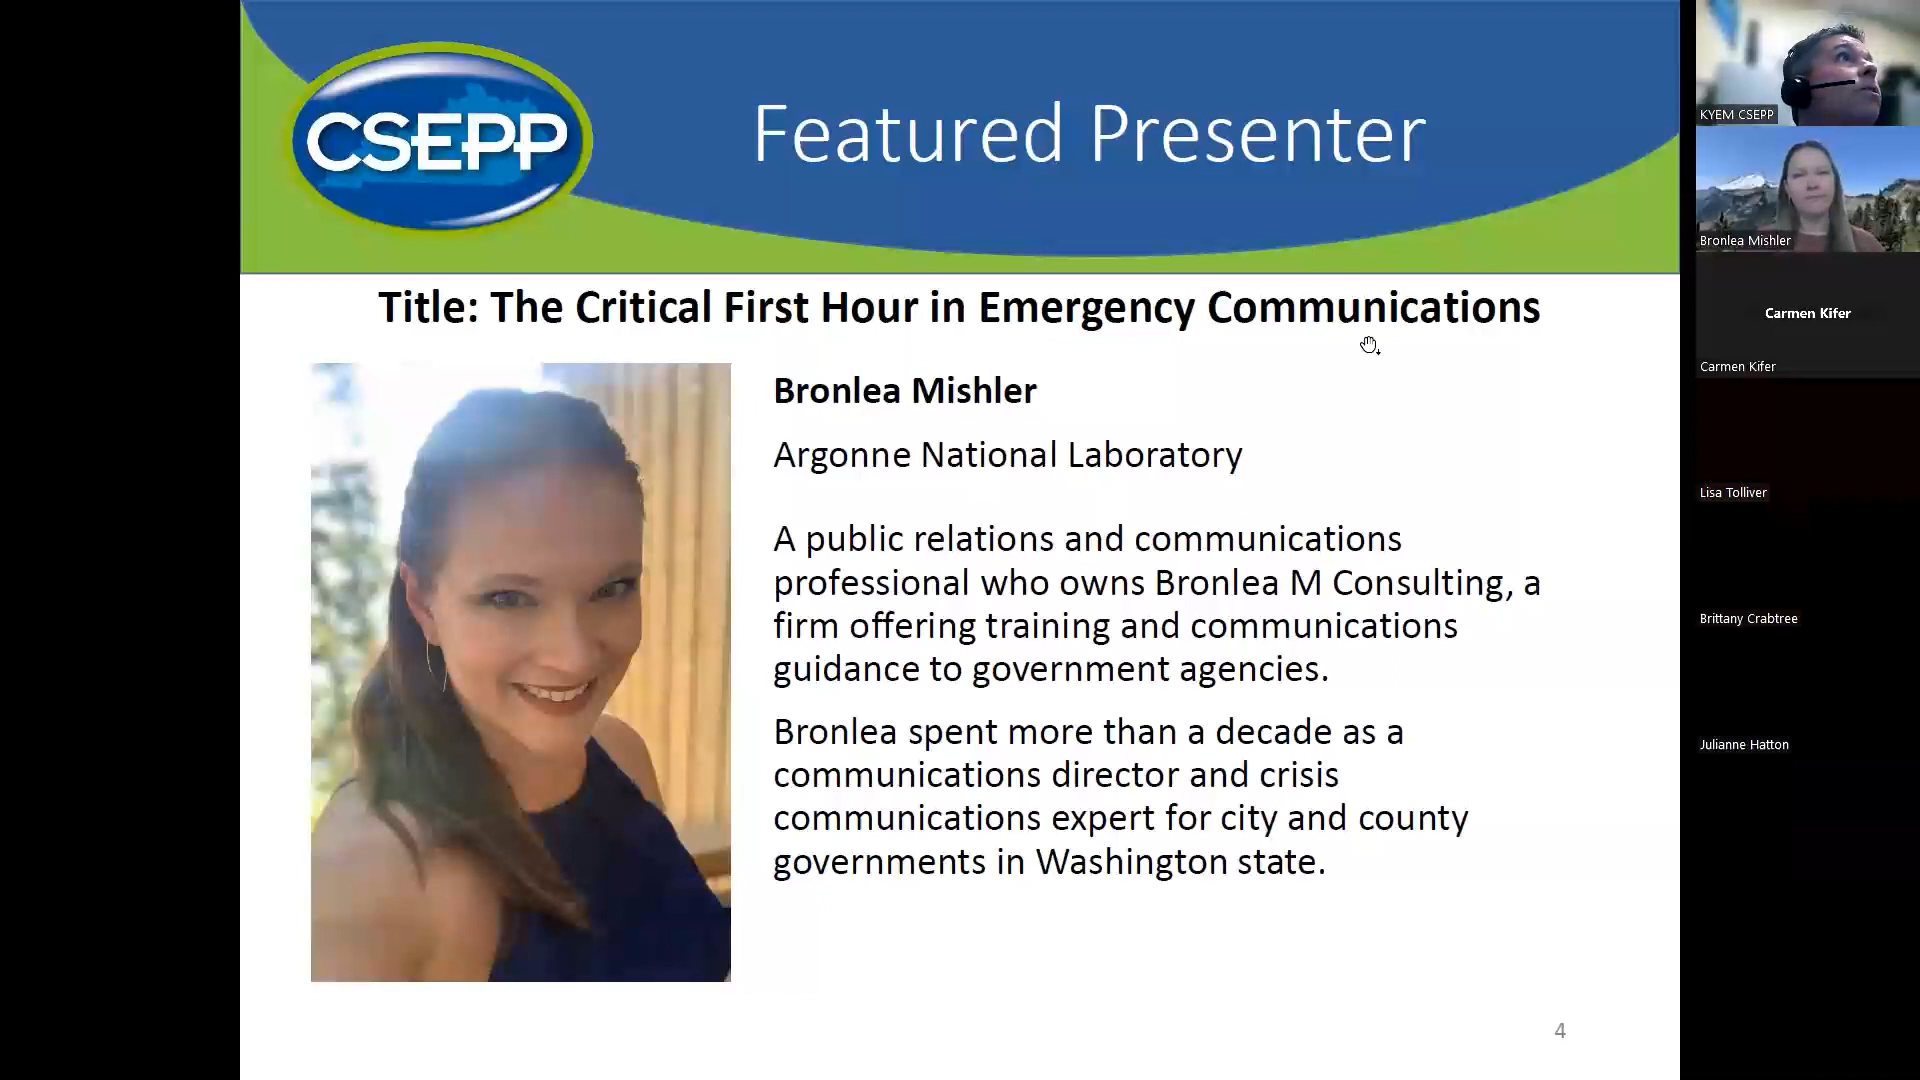 CSEPP
Featured Presenter
Title: The Critical First Hour in Emergency Communications
Bronlea Mishler
Argonne National Laboratory
A public relations and communications
professional who owns Bronlea M Consulting, a
firm offering training and communications
guidance to government agencies.
Bronlea spent more than a decade as a
communications director and crisis
communications expert for city and county
governments in Washington state.
4
KYEM CSEPP
Bronlea Mishler
Carmen Kifer
Carmen Kifer
Lisa Tolliver
Brittany Crabtree
Julianne Hatton